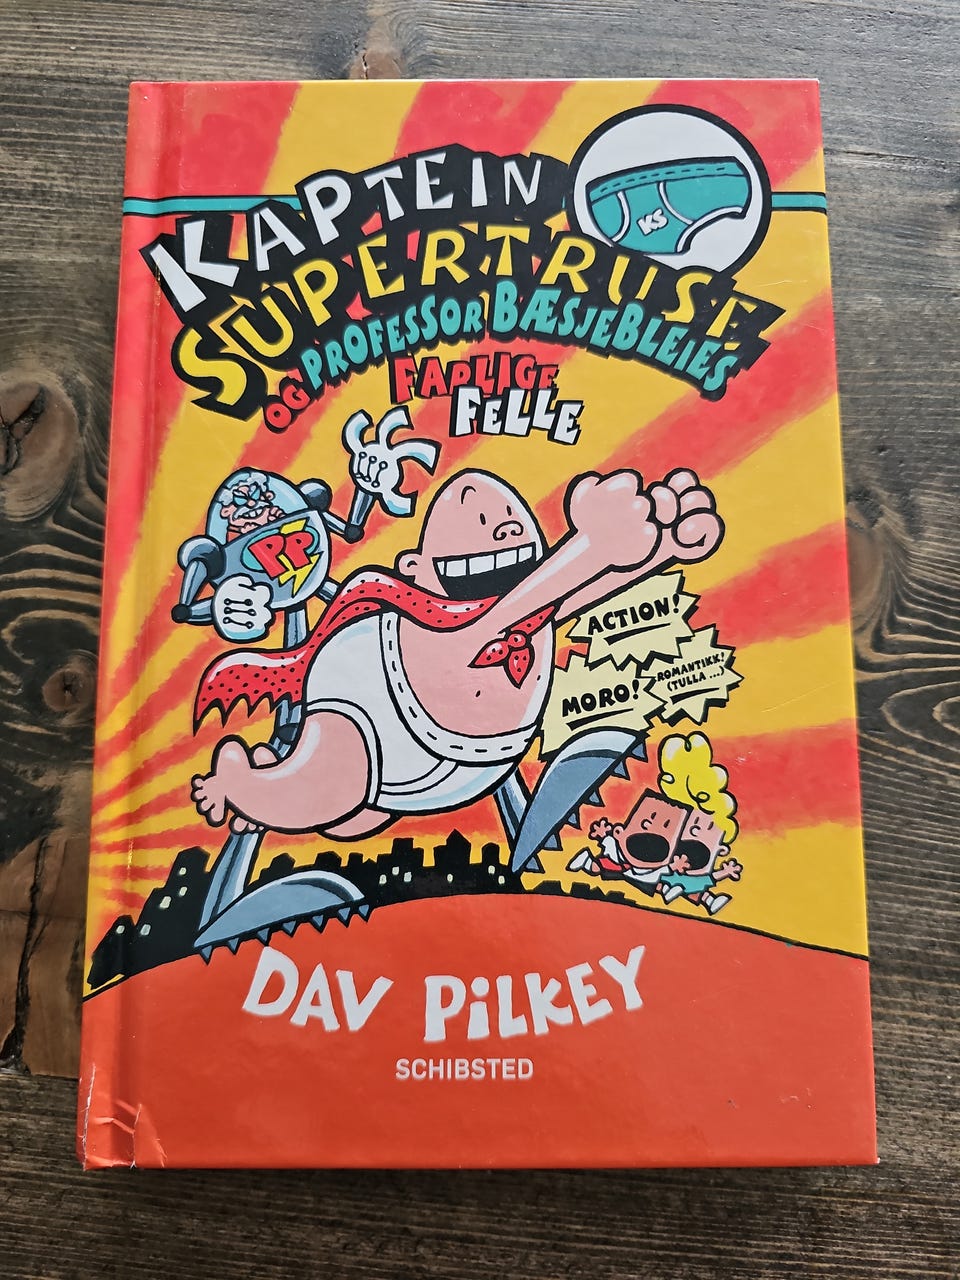 KAPTEIN
SUPERTRUSE
KS
OG PROFESSOR BÆSJEBLEIES
FARLIGE
FELLE
PP
ACTION!
MORO!
ROMANTIKK!
(TULLA ...)
DAV PILKEY
SCHIBSTED